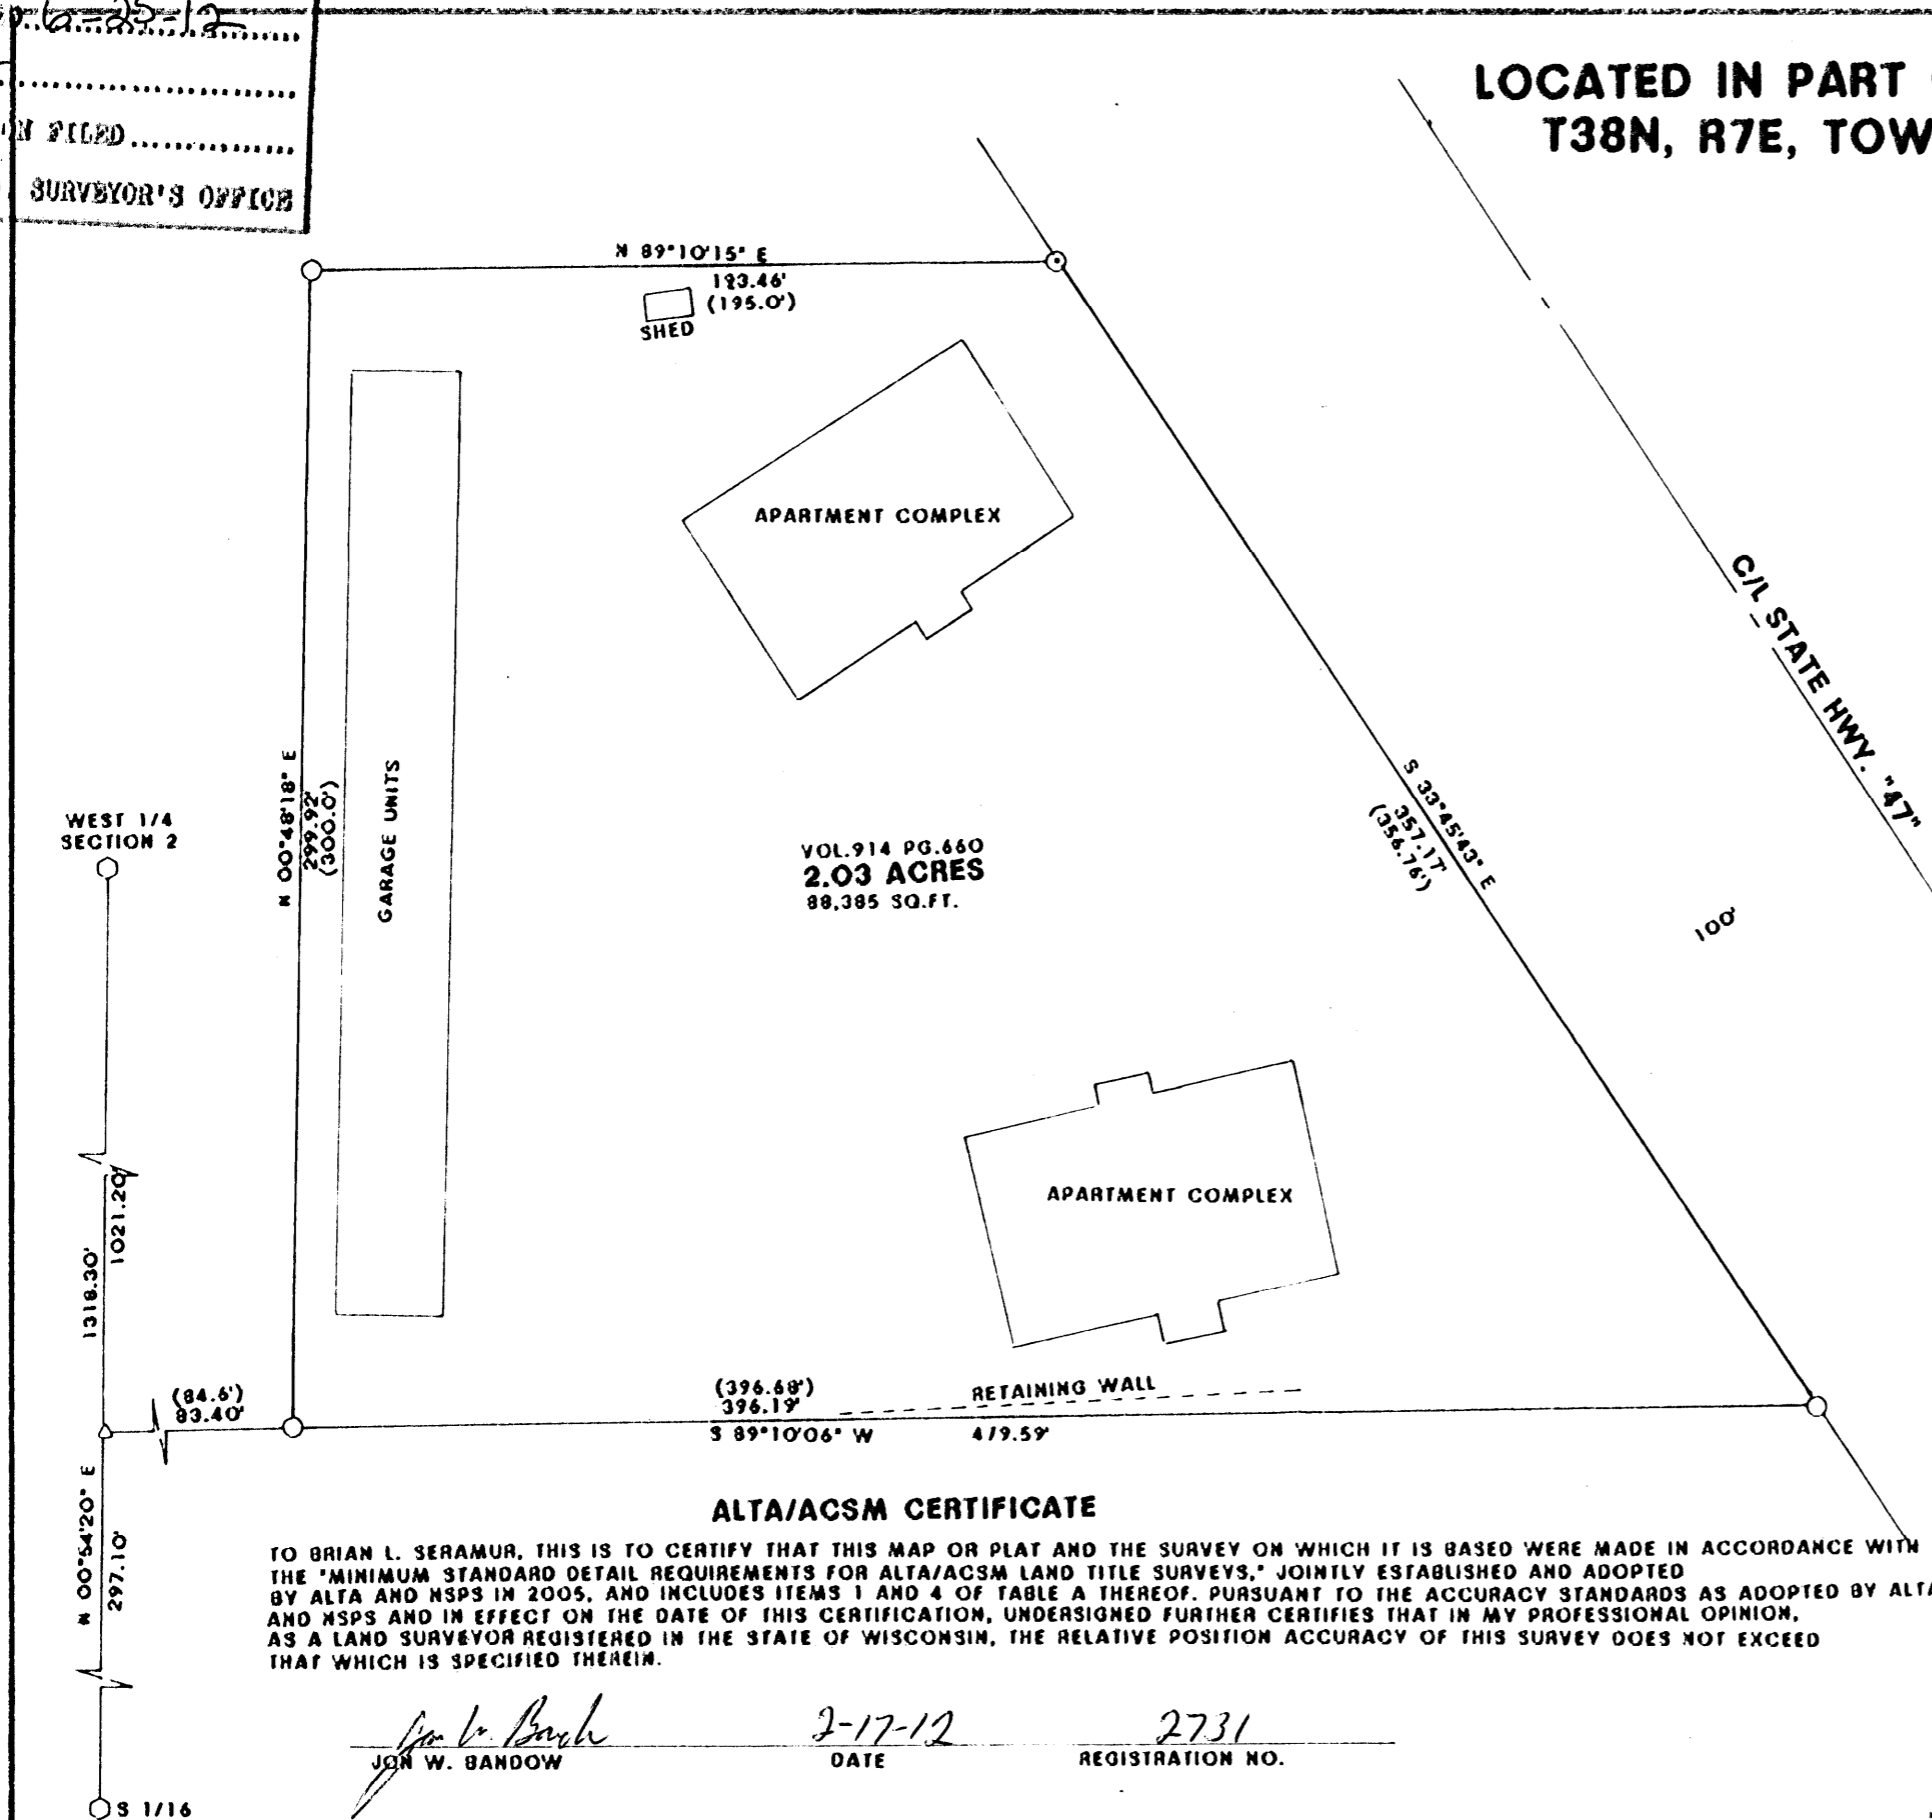 6-25-12
FILED
SURVEYOR'S OFFICE
LOCATED IN PART
T38N, R7E, TOW
N 89°10'15" E
193.46'
(195.0')
SHED
APARTMENT COMPLEX
C/L STATE HWY. "47"
N 00°48'18" E
299.92'
(300.0')
GARAGE UNITS
S 33°45'43" E
357.17'
(356.76')
WEST 1/4
SECTION 2
VOL.914 PG.660
2.03 ACRES
88,385 SQ.FT.
100'
1021.20'
1318.30'
APARTMENT COMPLEX
(84.6')
83.40'
(396.68')
396.19'
RETAINING WALL
S 89°10'06" W
479.59'
N 00°54'20" E
297.10'
ALTA/ACSM CERTIFICATE
TO BRIAN L. SERAMUR, THIS IS TO CERTIFY THAT THIS MAP OR PLAT AND THE SURVEY ON WHICH IT IS BASED WERE MADE IN ACCORDANCE WITH
THE "MINIMUM STANDARD DETAIL REQUIREMENTS FOR ALTA/ACSM LAND TITLE SURVEYS," JOINTLY ESTABLISHED AND ADOPTED
BY ALTA AND NSPS IN 2005, AND INCLUDES ITEMS 1 AND 4 OF TABLE A THEREOF. PURSUANT TO THE ACCURACY STANDARDS AS ADOPTED BY ALTA
AND NSPS AND IN EFFECT ON THE DATE OF THIS CERTIFICATION, UNDERSIGNED FURTHER CERTIFIES THAT IN MY PROFESSIONAL OPINION,
AS A LAND SURVEYOR REGISTERED IN THE STATE OF WISCONSIN, THE RELATIVE POSITION ACCURACY OF THIS SURVEY DOES NOT EXCEED
THAT WHICH IS SPECIFIED THEREIN.
2-17-12
2731
JON W. BANDOW
DATE
REGISTRATION NO.
S 1/16